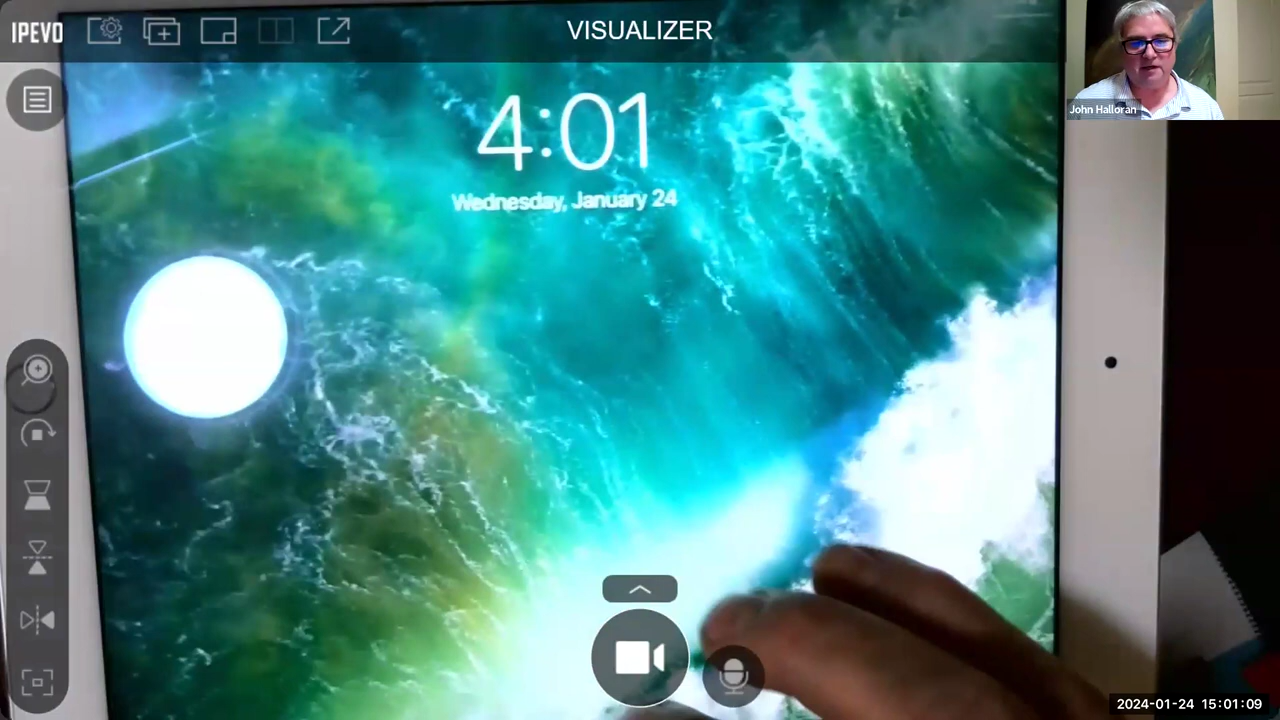 IPEVO
VISUALIZER
John Halloran
4:01
Wednesday, January 24
2024-01-24 15:01:09